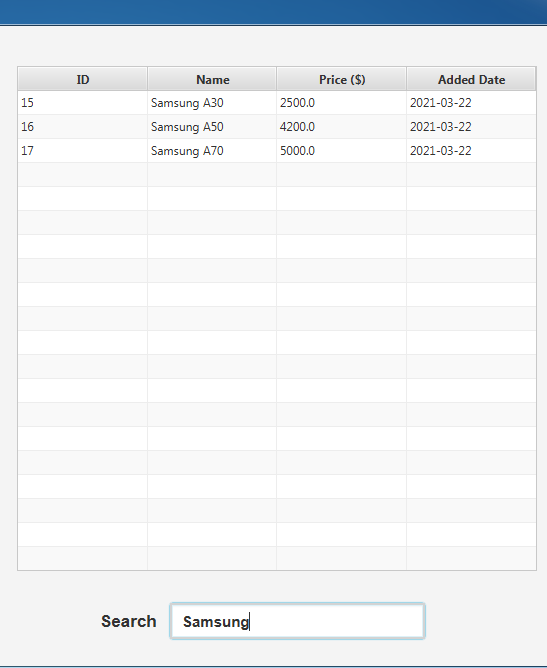 ID Name Price ($) Added Date
15 Samsung A30 2500.0 2021-03-22
16 Samsung A50 4200.0 2021-03-22
17 Samsung A70 5000.0 2021-03-22
Search Samsung